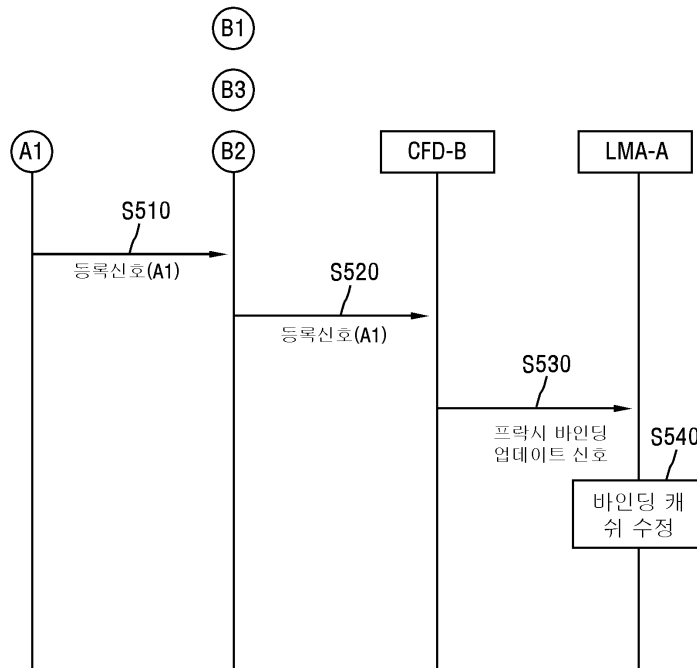 B1
B3
A1
B2
CFD-B
LMA-A
S510
등록신호(A1)
S520
등록신호(A1)
S530
프락시 바인딩
업데이트 신호
S540
바인딩 캐
쉬 수정